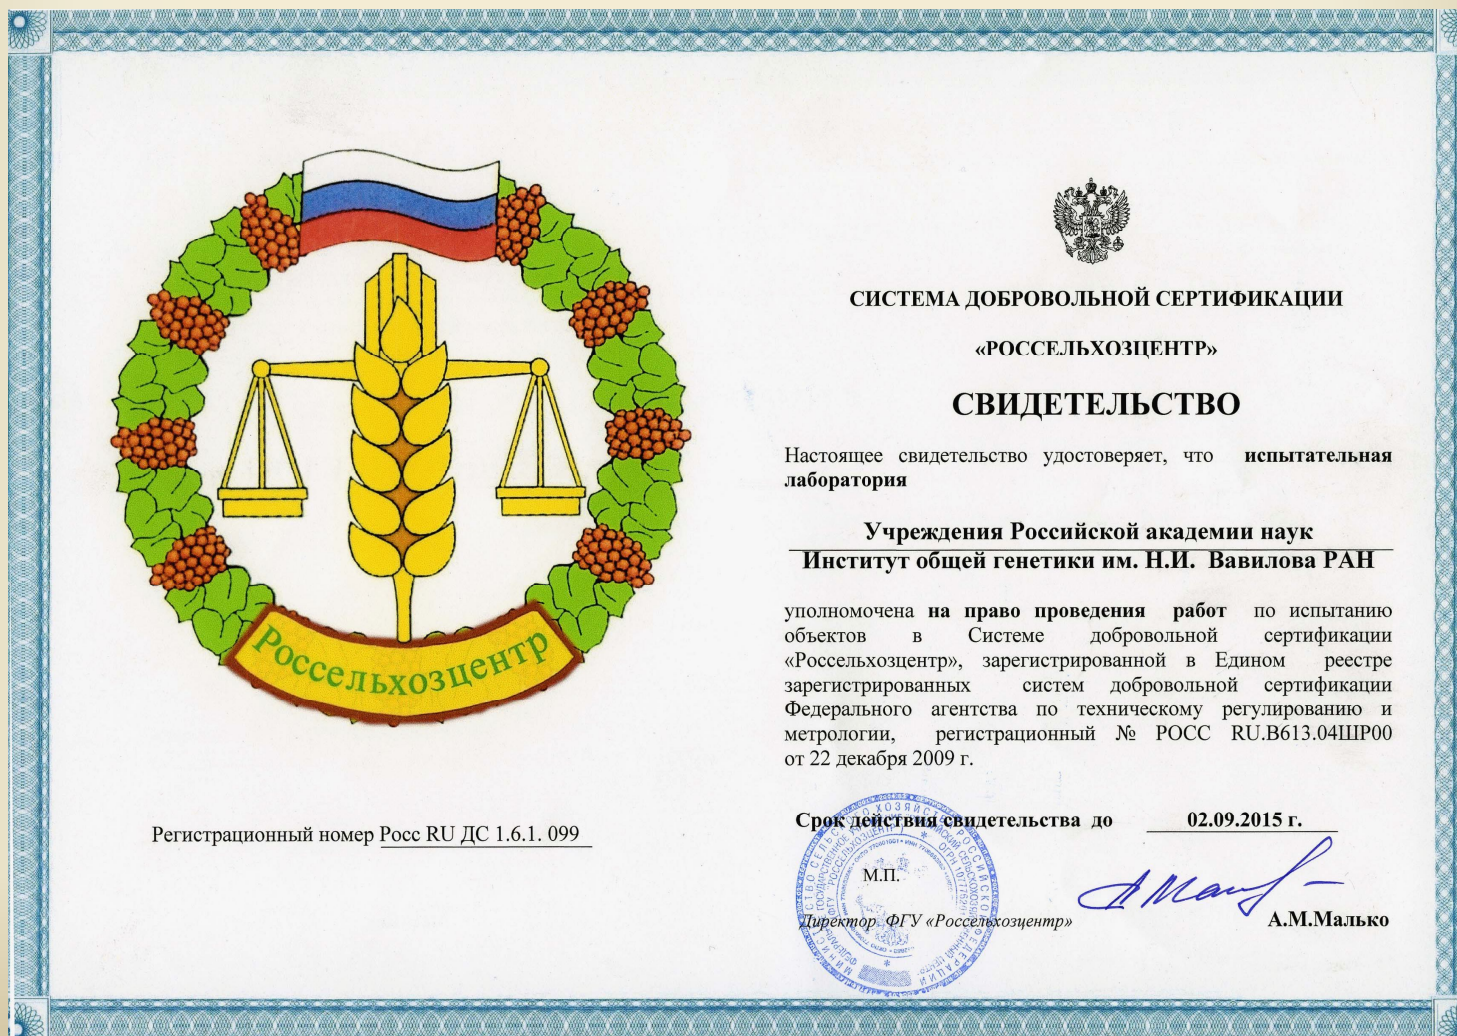 Россельхозцентр
Регистрационный номер Росс RU ДС 1.6.1. 099
СИСТЕМА ДОБРОВОЛЬНОЙ СЕРТИФИКАЦИИ
«РОССЕЛЬХОЗЦЕНТР»
СВИДЕТЕЛЬСТВО
Настоящее свидетельство удостоверяет, что испытательная
лаборатория
Учреждения Российской академии наук
Институт общей генетики им. Н.И. Вавилова РАН
уполномочена на право проведения работ по испытанию
объектов в Системе добровольной сертификации
«Россельхозцентр», зарегистрированной в Едином реестре
зарегистрированных систем добровольной сертификации
Федерального агентства по техническому регулированию и
метрологии, регистрационный № РОСС RU.В613.04ШР00
от 22 декабря 2009 г.
Срок действия свидетельства до 02.09.2015 г.
М.П.
Директор ФГУ «Россельхозцентр»
А.М.Малько